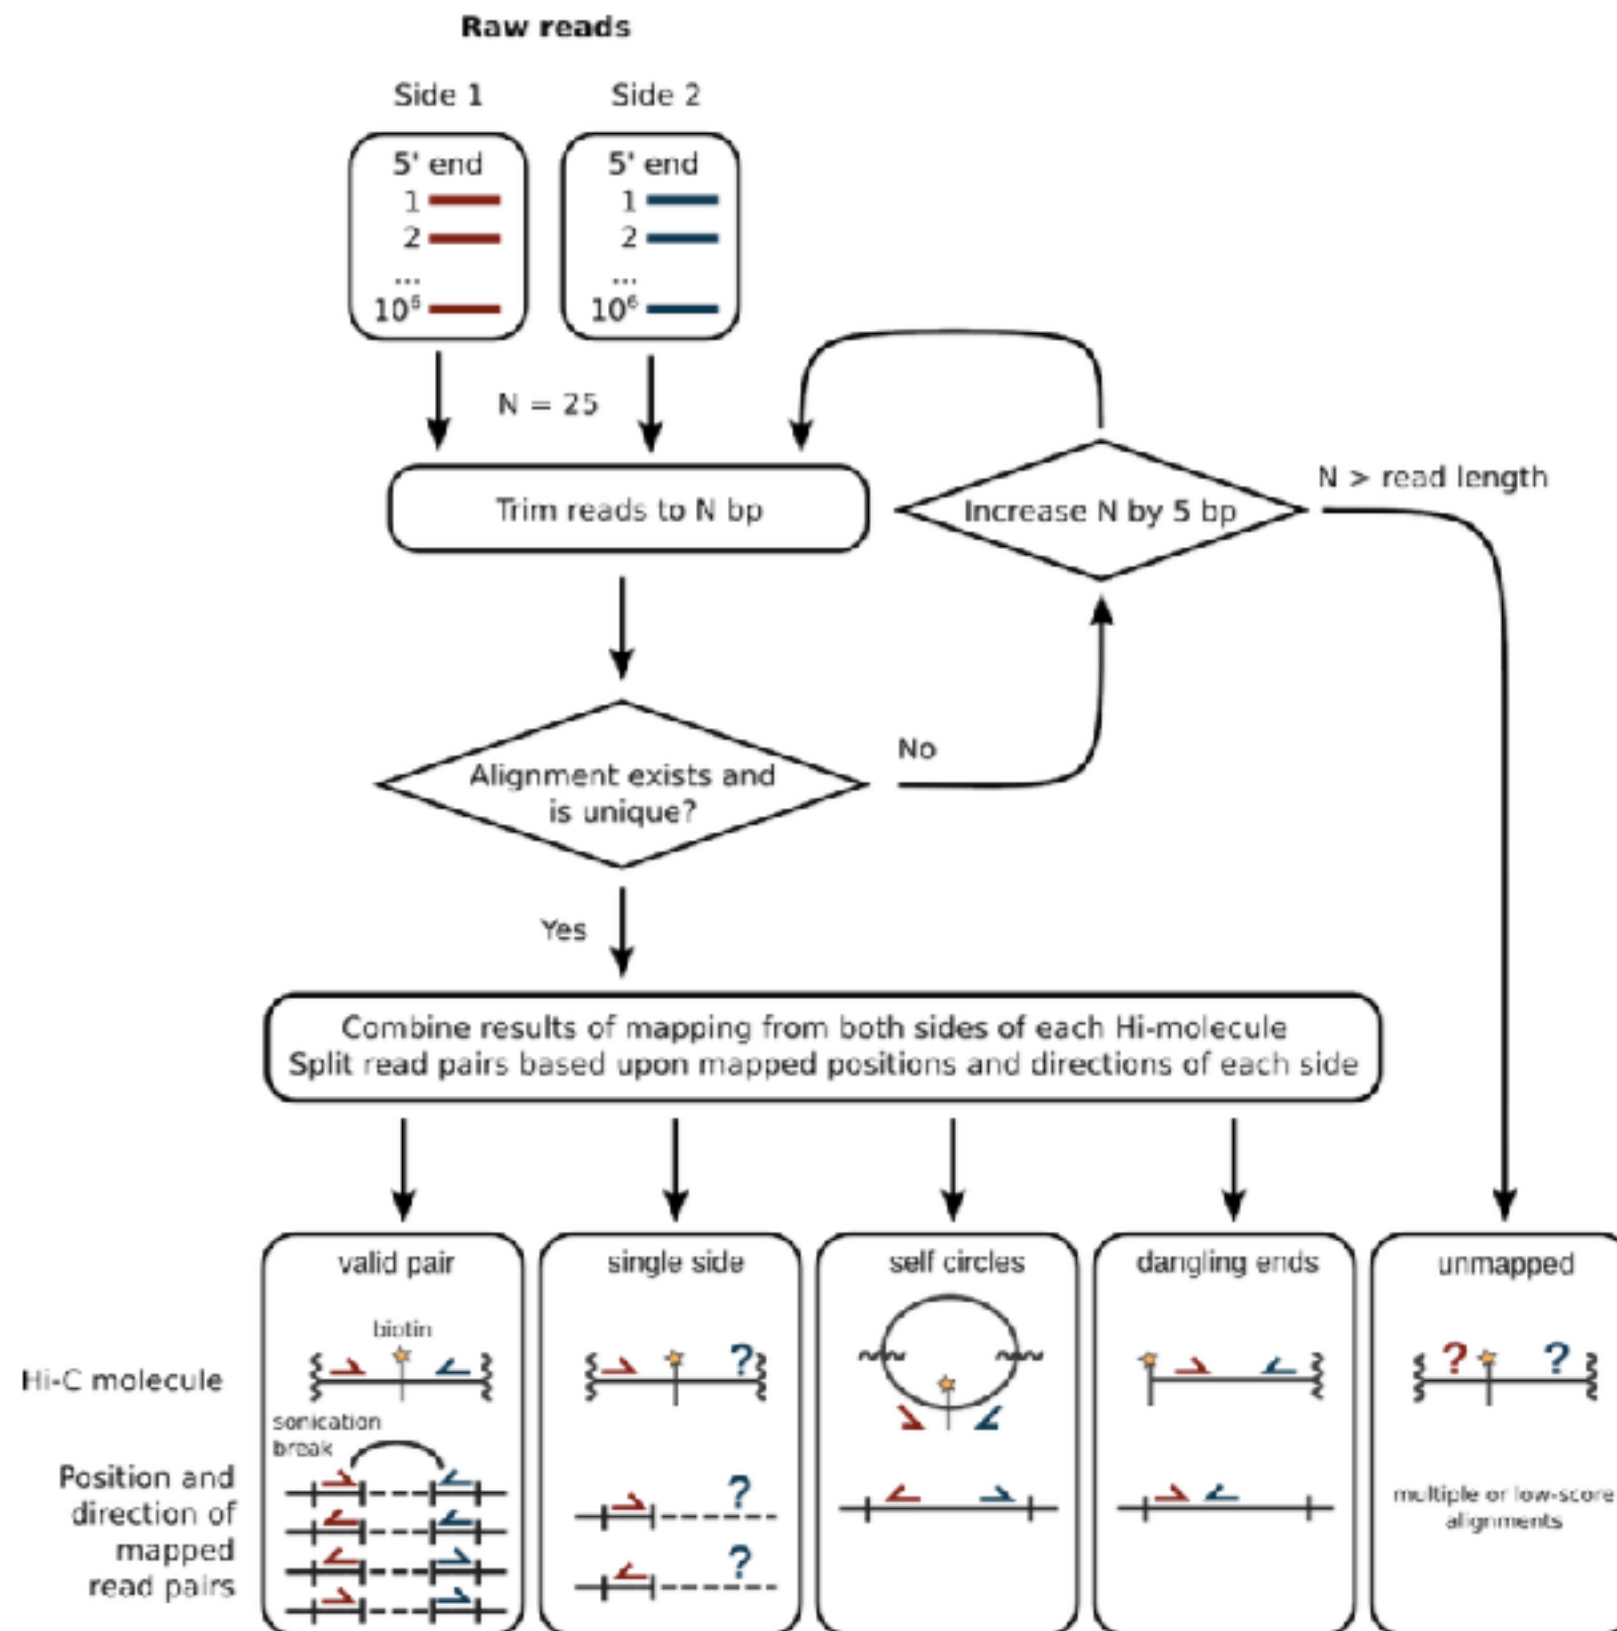 Raw reads
Side 1
Side 2
5' end
1
2
...
10⁶
5' end
1
2
...
10⁶
N = 25
Trim reads to N bp
Increase N by 5 bp
N > read length
Alignment exists and
is unique?
No
Yes
Combine results of mapping from both sides of each Hi-molecule
Split read pairs based upon mapped positions and directions of each side
valid pair
single side
self circles
dangling ends
unmapped
biotin
?
?
?
Hi-C molecule
sonication
break
Position and
direction of
mapped
read pairs
?
?
multiple or low-score
alignments